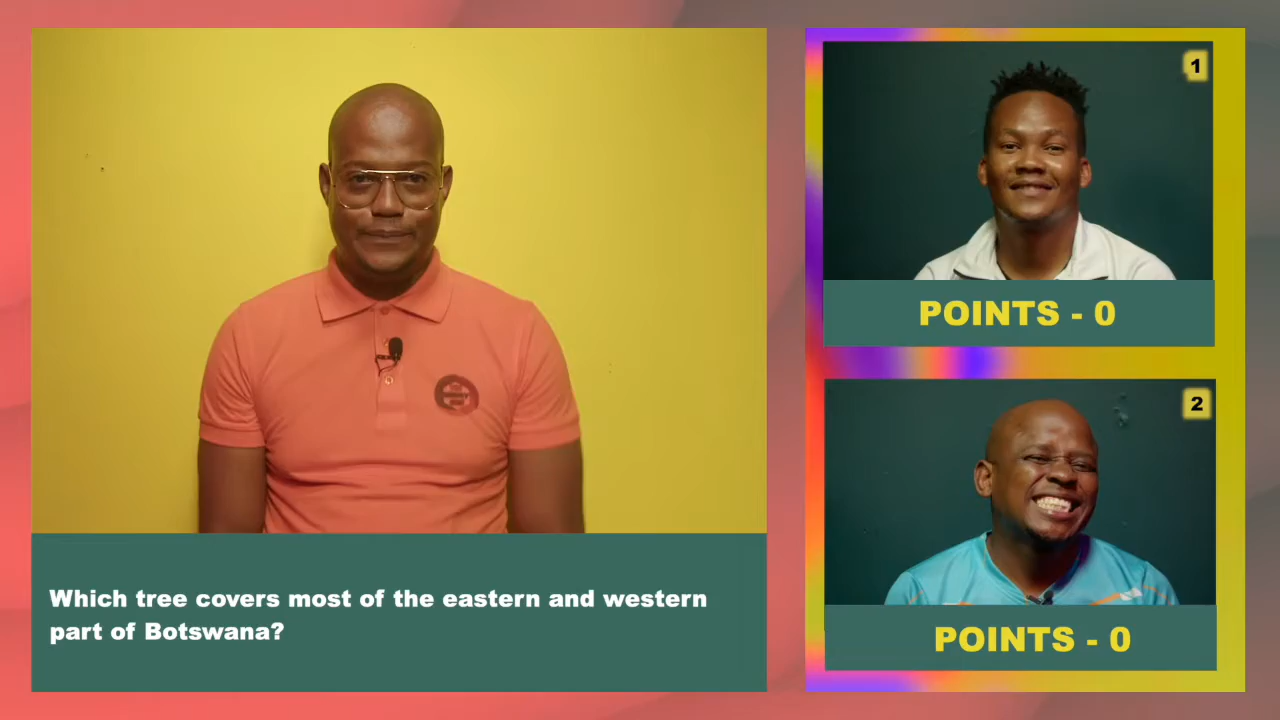 1
POINTS - 0
2
POINTS - 0
Which tree covers most of the eastern and western
part of Botswana?